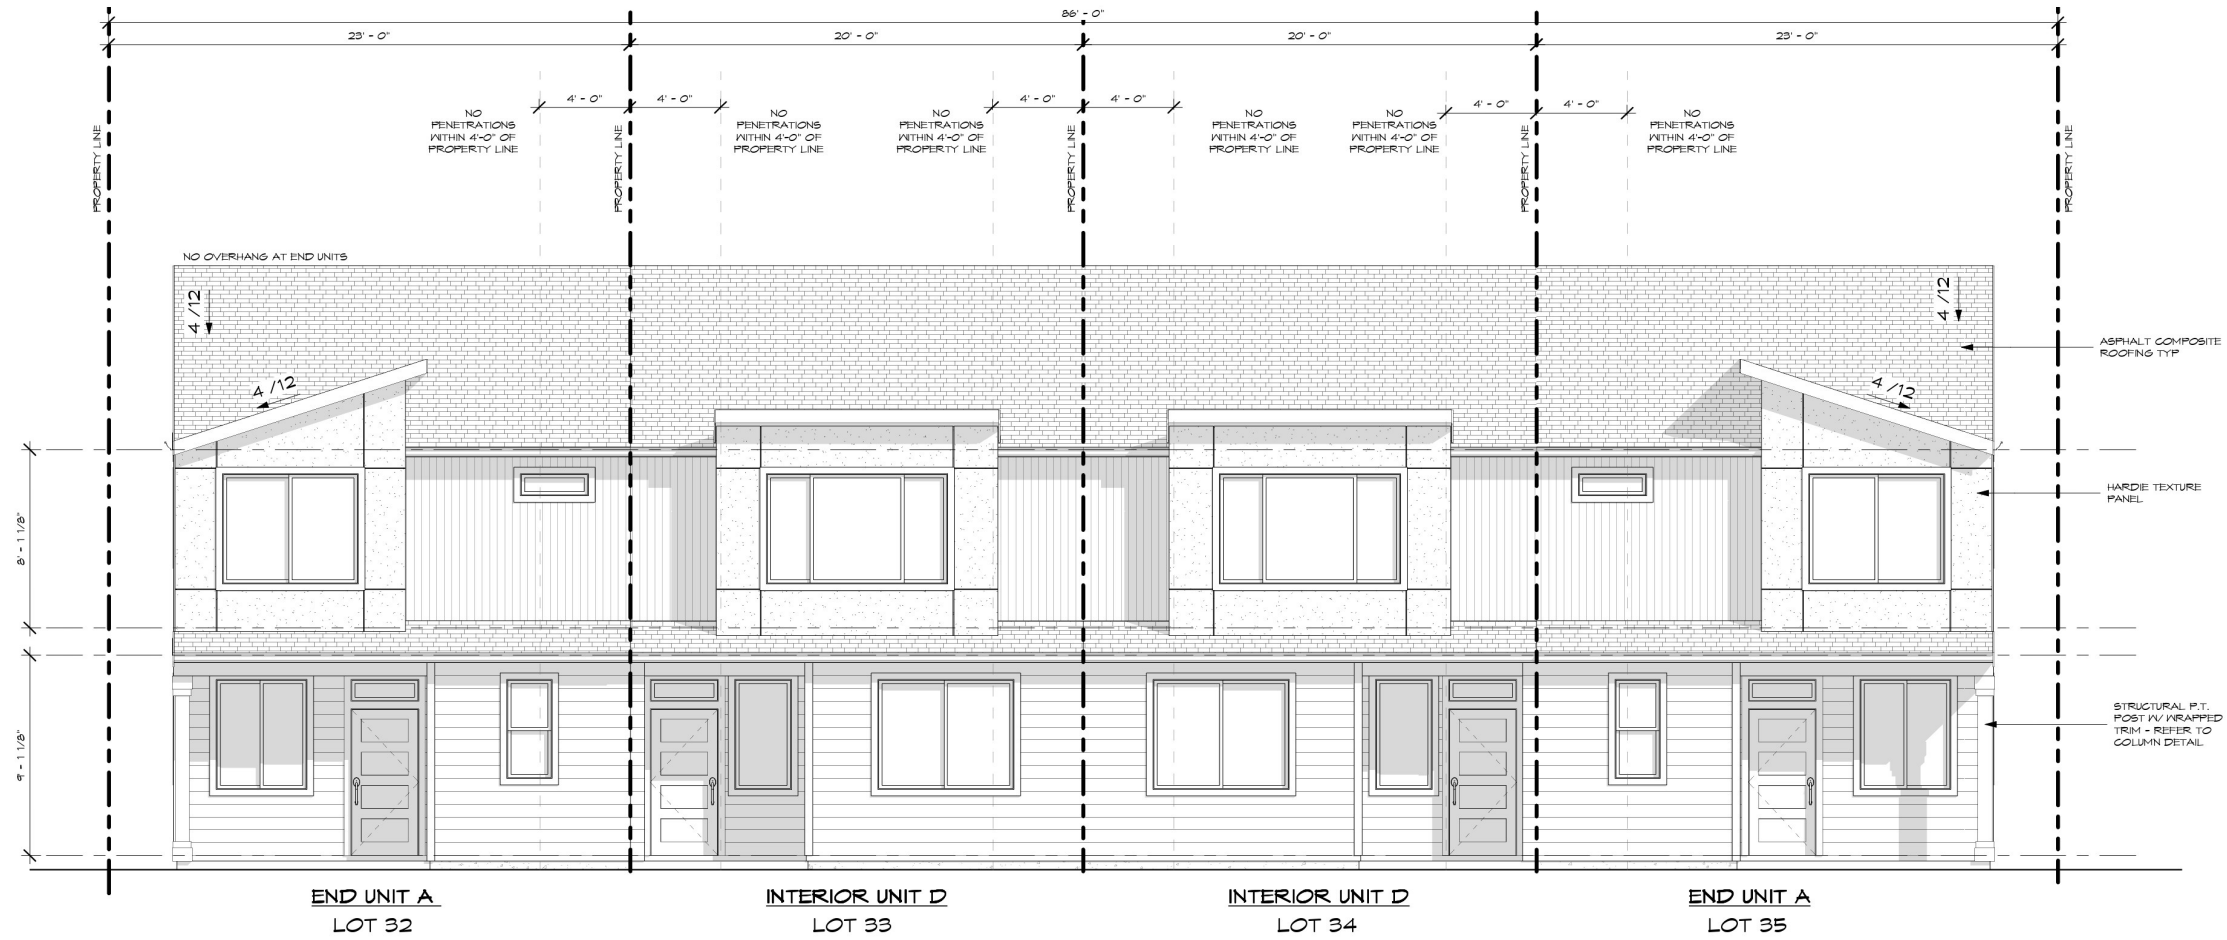 86' - 0"
23' - 0"
20' - 0"
20' - 0"
23' - 0"
4' - 0"
4' - 0"
4' - 0"
4' - 0"
4' - 0"
4' - 0"
NO
PENETRATIONS
WITHIN 4'-0" OF
PROPERTY LINE
NO
PENETRATIONS
WITHIN 4'-0" OF
PROPERTY LINE
NO
PENETRATIONS
WITHIN 4'-0" OF
PROPERTY LINE
NO
PENETRATIONS
WITHIN 4'-0" OF
PROPERTY LINE
NO
PENETRATIONS
WITHIN 4'-0" OF
PROPERTY LINE
NO
PENETRATIONS
WITHIN 4'-0" OF
PROPERTY LINE
PROPERTY LINE
PROPERTY LINE
PROPERTY LINE
PROPERTY LINE
PROPERTY LINE
NO OVERHANG AT END UNITS
4 /12
4 /12
4 /12
4 /12
ASPHALT COMPOSITE
ROOFING TYP
HARDIE TEXTURE
PANEL
8' - 1 1/8"
9' - 1 1/8"
STRUCTURAL P.T.
POST W/ WRAPPED
TRIM - REFER TO
COLUMN DETAIL
END UNIT A
LOT 32
INTERIOR UNIT D
LOT 33
INTERIOR UNIT D
LOT 34
END UNIT A
LOT 35